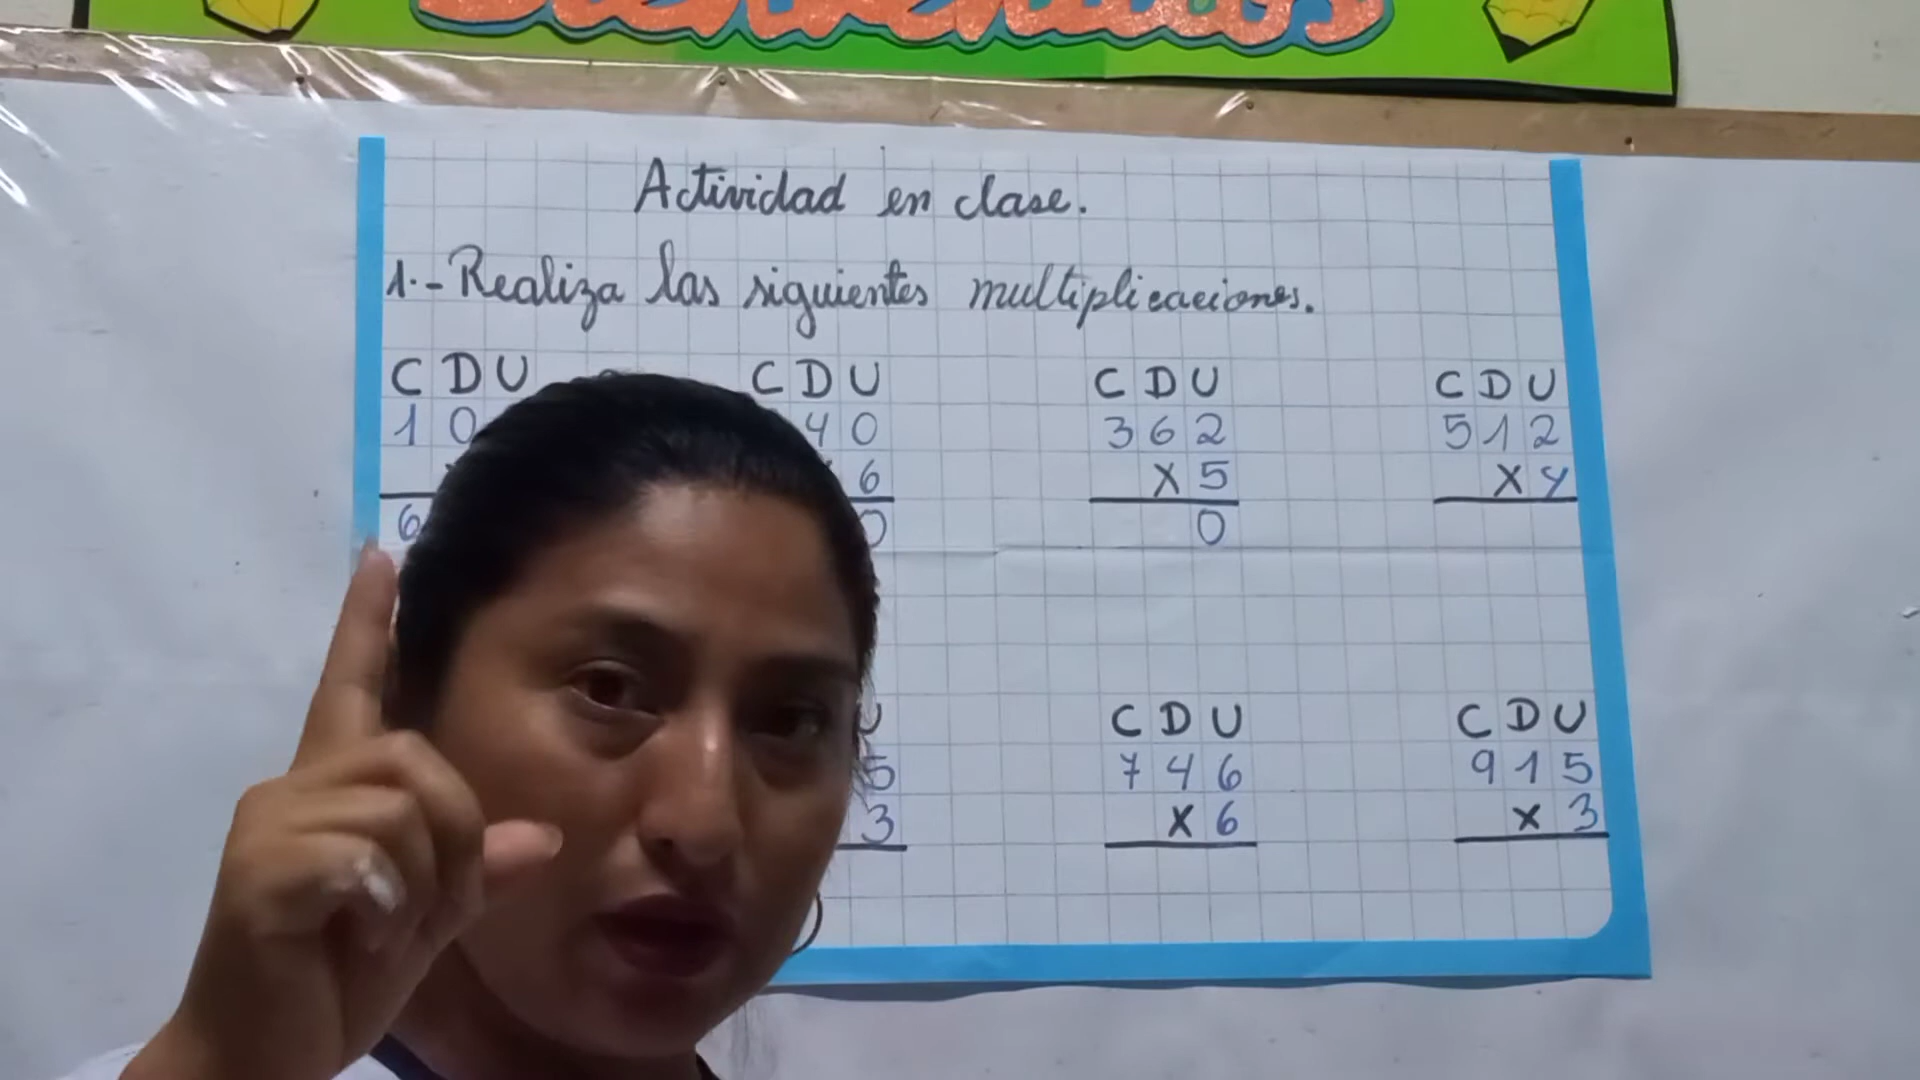 Bienvenidos
Actividad en clase.
1.-Realiza las siguientes multiplicaciones.
C D U C D U C D U C D U
1 0 4 0 3 6 2 5 1 2
6 X 5 X 4
6 0 0
U C D U C D U
5 7 4 6 9 1 5
3 X 6 X 3